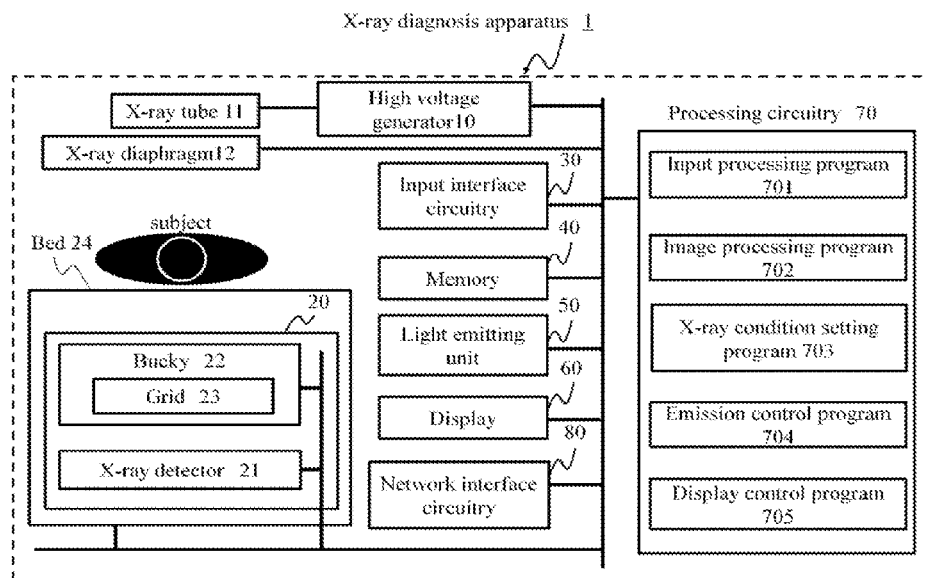 X-ray diagnosis apparatus 1
X-ray tube 11
High voltage
generator10
X-ray diaphragm12
Processing circuitry 70
Input processing program
701
Image processing program
702
X-ray condition setting
program 703
Emission control program
704
Display control program
705
30
Input interface
circuitry
40
Memory
50
Light emitting
unit
60
Display
80
Network interface
circuitry
subject
Bed 24
20
Bucky 22
Grid 23
X-ray detector 21